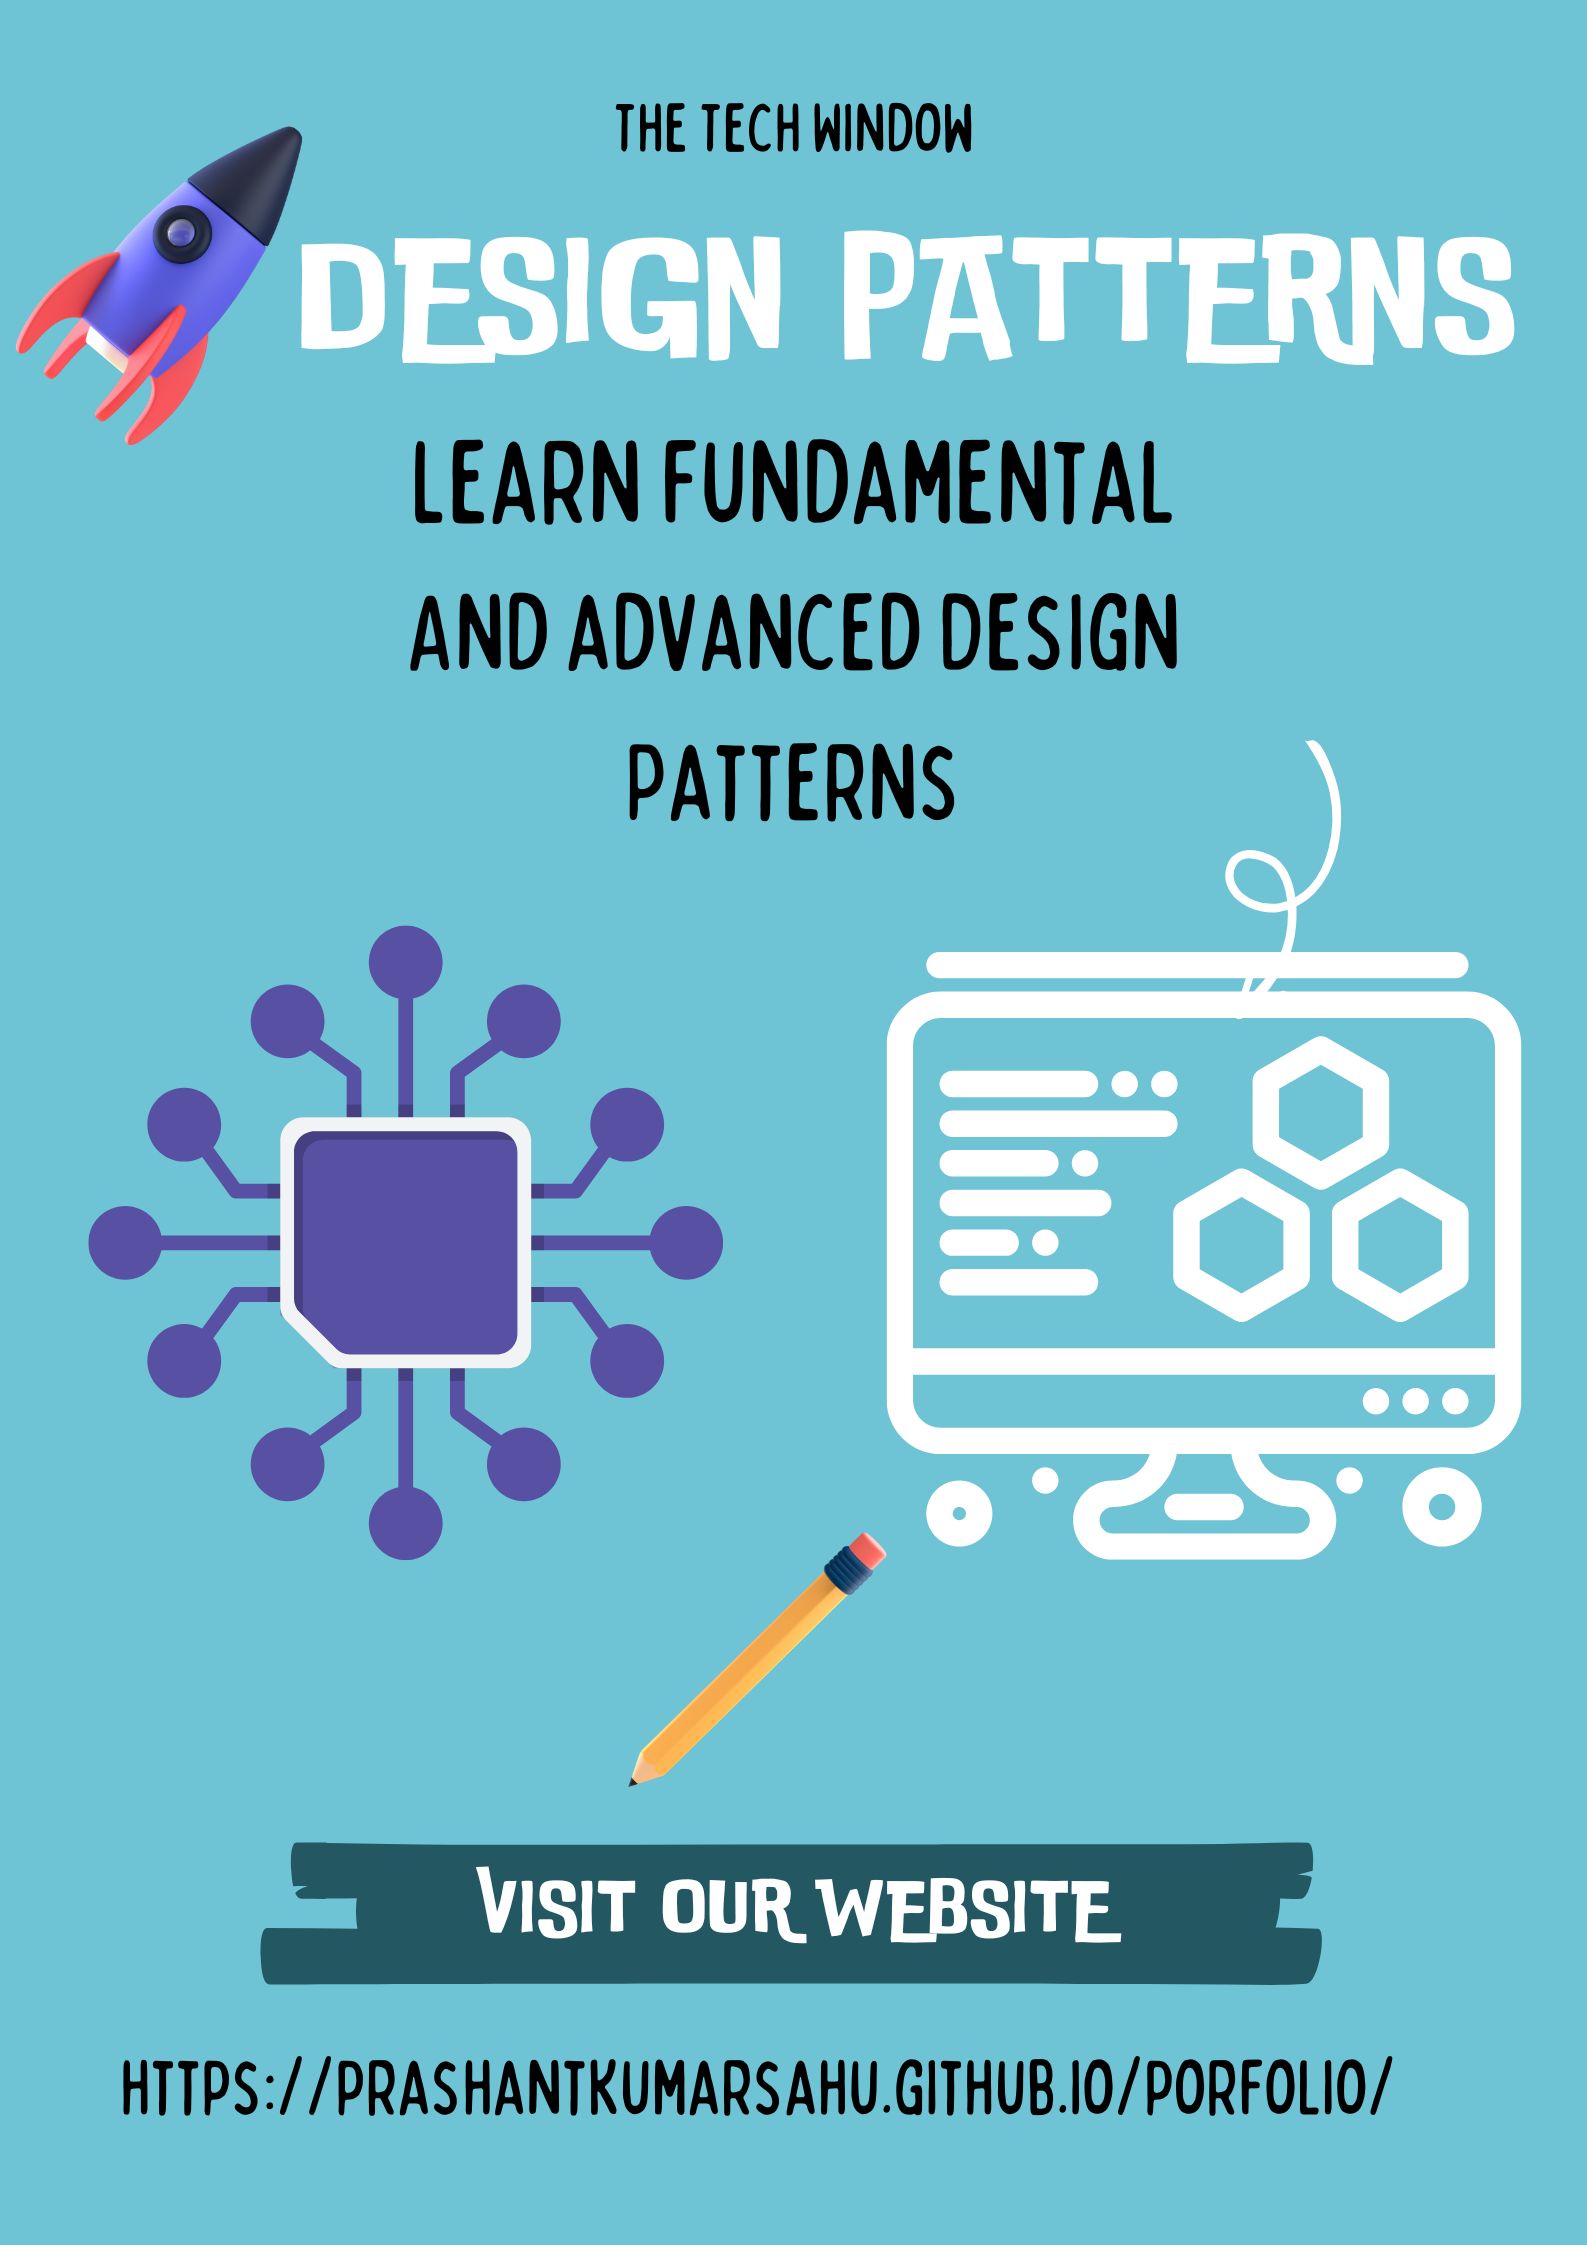 THE TECH WINDOW
DESIGN PATTERNS
LEARN FUNDAMENTAL
AND ADVANCED DESIGN
PATTERNS
VISIT OUR WEBSITE
HTTPS://PRASHANTKUMARSAHU.GITHUB.IO/PORFOLIO/